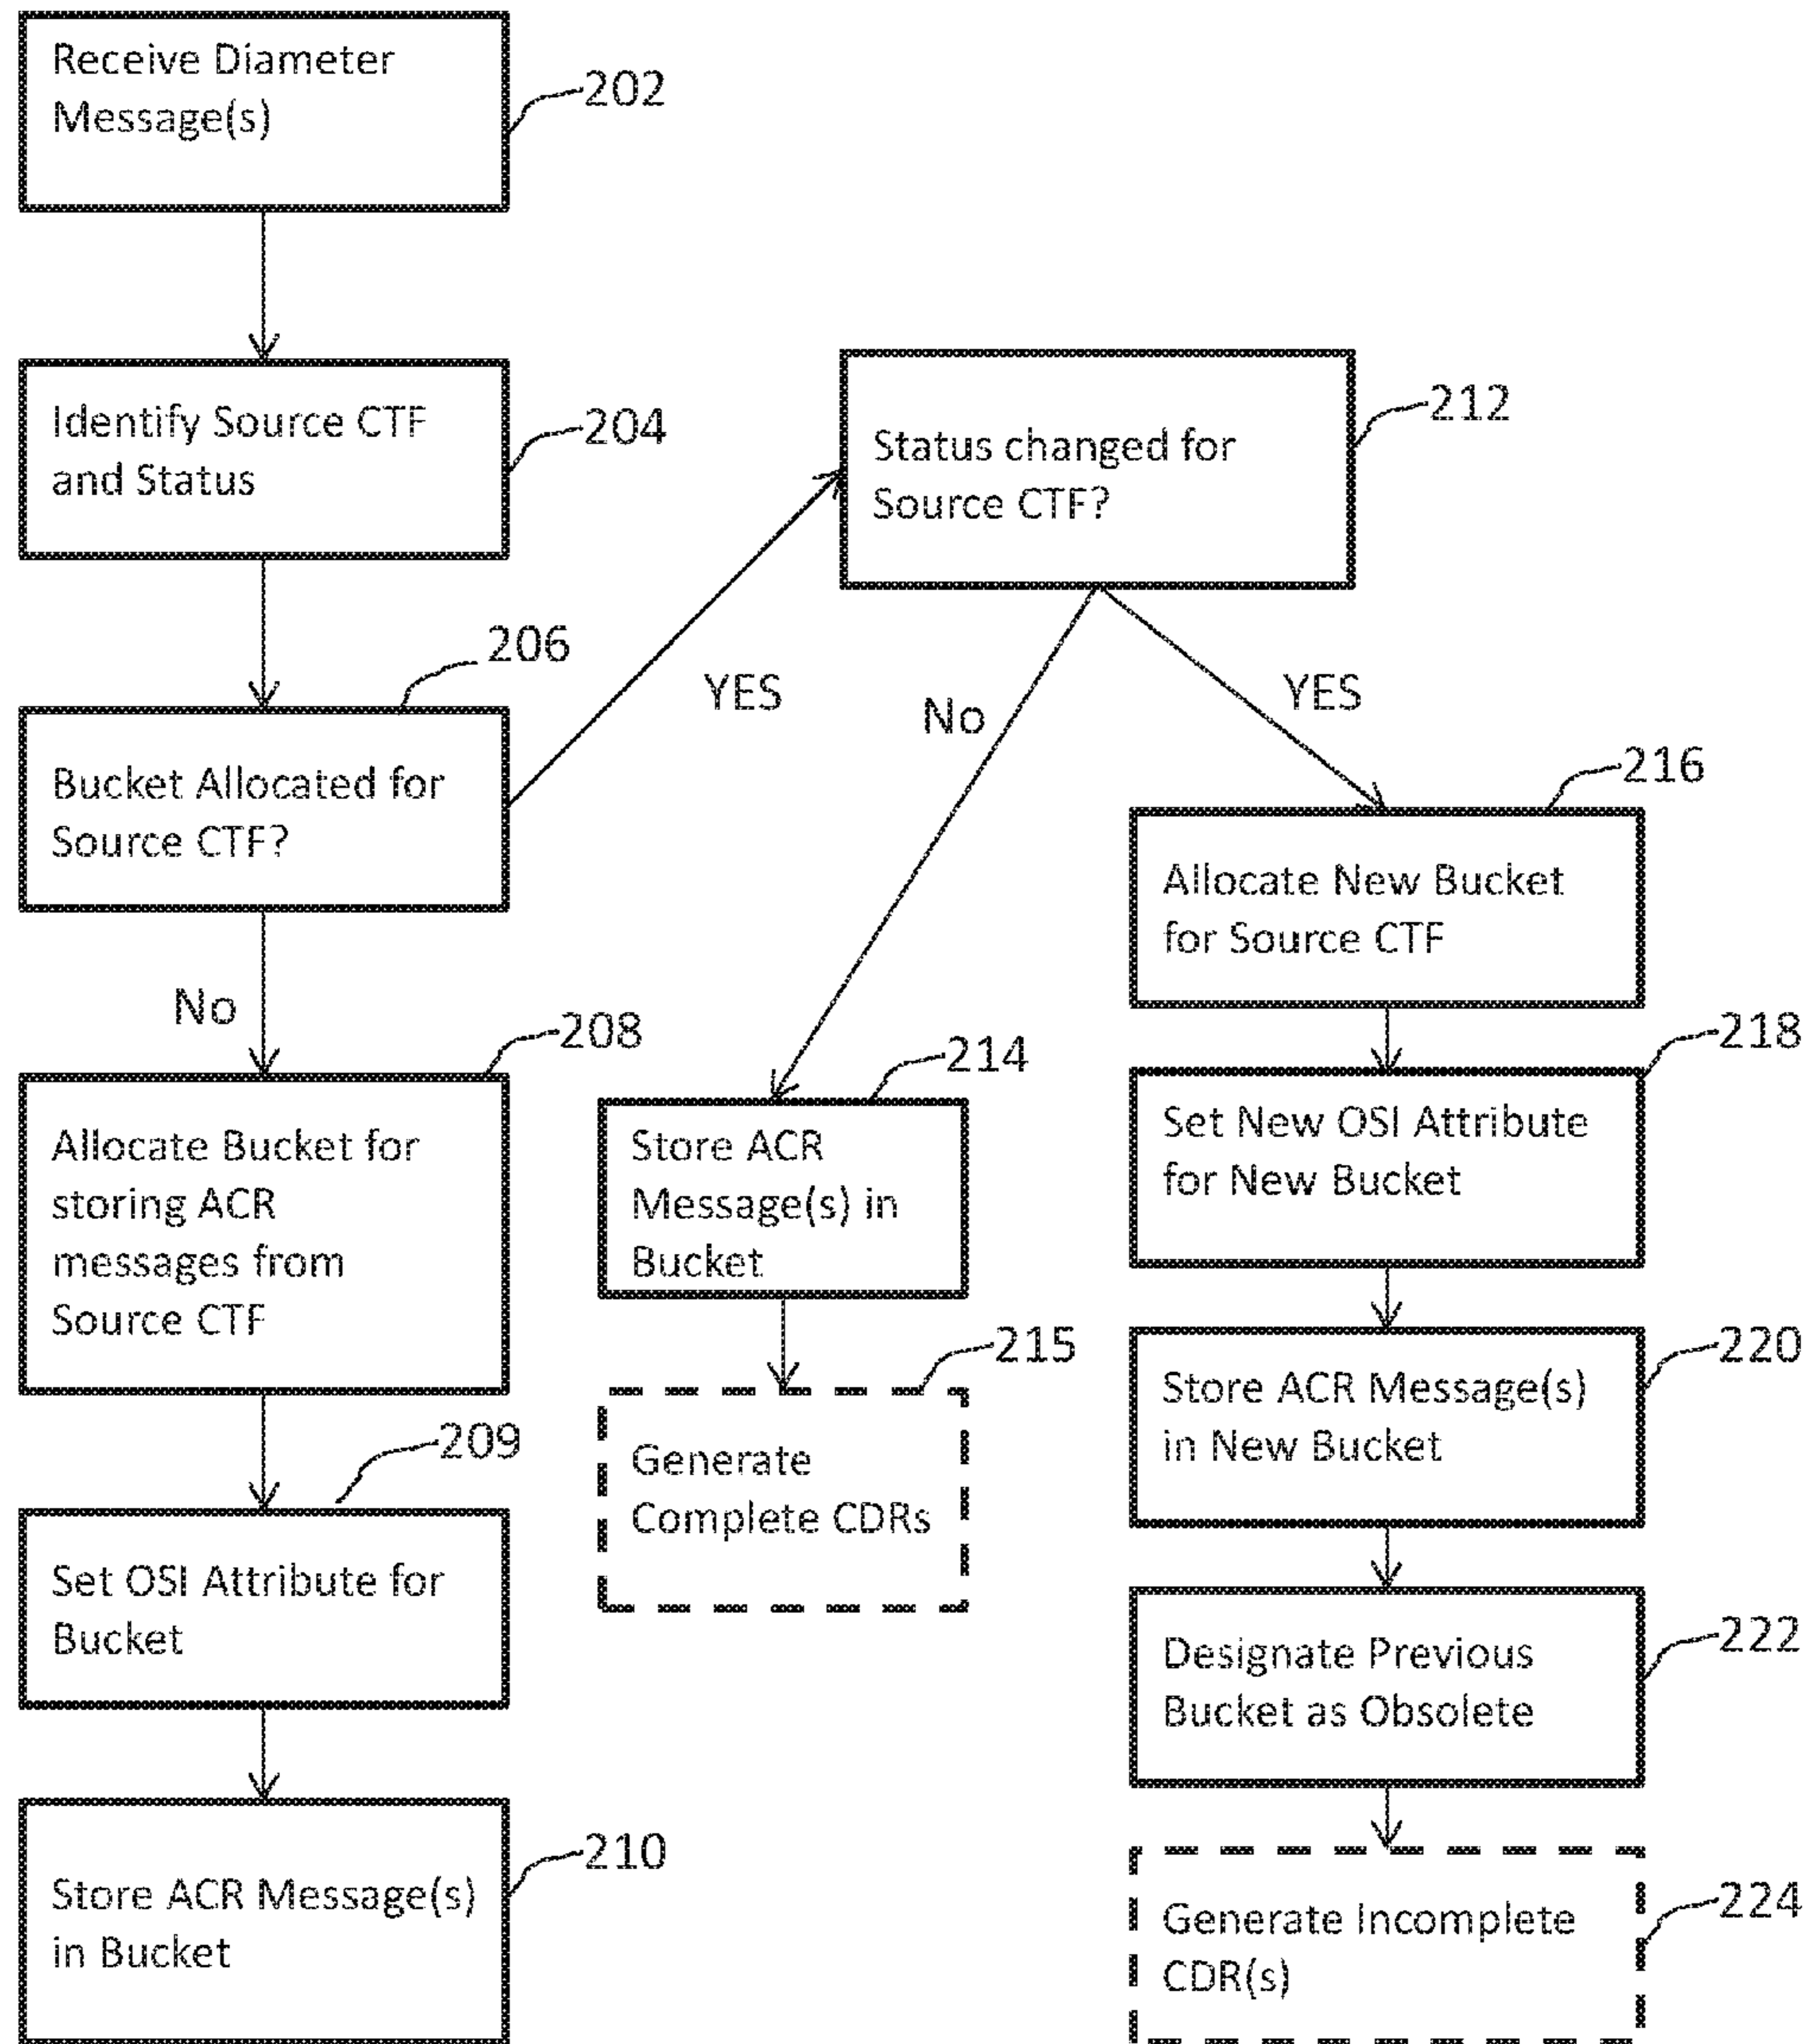 Receive Diameter
Message(s)
202
Identify Source CTF
and Status
204
Bucket Allocated for
Source CTF?
206
YES
No
Allocate Bucket for
storing ACR
messages from
Source CTF
208
Set OSI Attribute for
Bucket
209
Store ACR Message(s)
in Bucket
210
Status changed for
Source CTF?
212
No
YES
Store ACR
Message(s) in
Bucket
214
Generate
Complete CDRs
215
Allocate New Bucket
for Source CTF
216
Set New OSI Attribute
for New Bucket
218
Store ACR Message(s)
in New Bucket
220
Designate Previous
Bucket as Obsolete
222
Generate Incomplete
CDR(s)
224